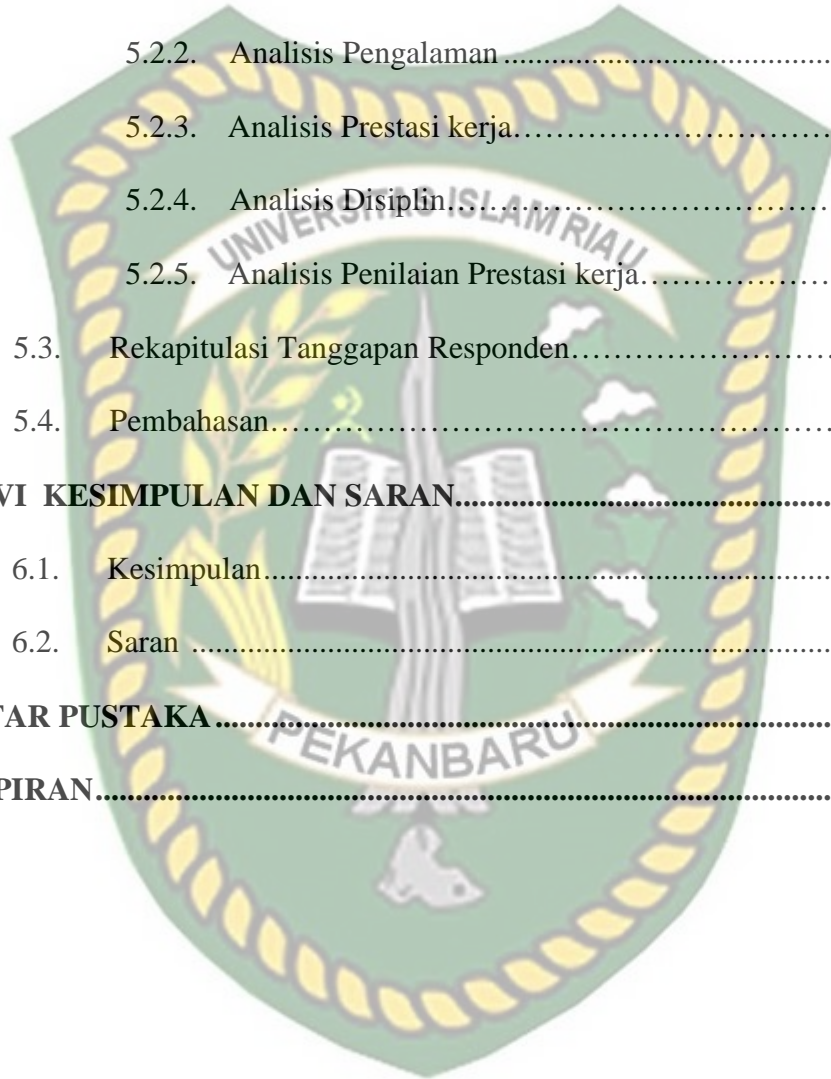 5.2.2. Analisis Pengalaman ........................................
5.2.3. Analisis Prestasi kerja........................................
UNIVERSITAS ISLAM RIAU
5.2.4. Analisis Disiplin........................................
5.2.5. Analisis Penilaian Prestasi kerja........................................
5.3. Rekapitulasi Tanggapan Responden........................................
5.4. Pembahasan........................................
VI KESIMPULAN DAN SARAN........................................
6.1. Kesimpulan........................................
6.2. Saran ........................................
TAR PUSTAKA ........................................
PEKANBARU
PIRAN........................................